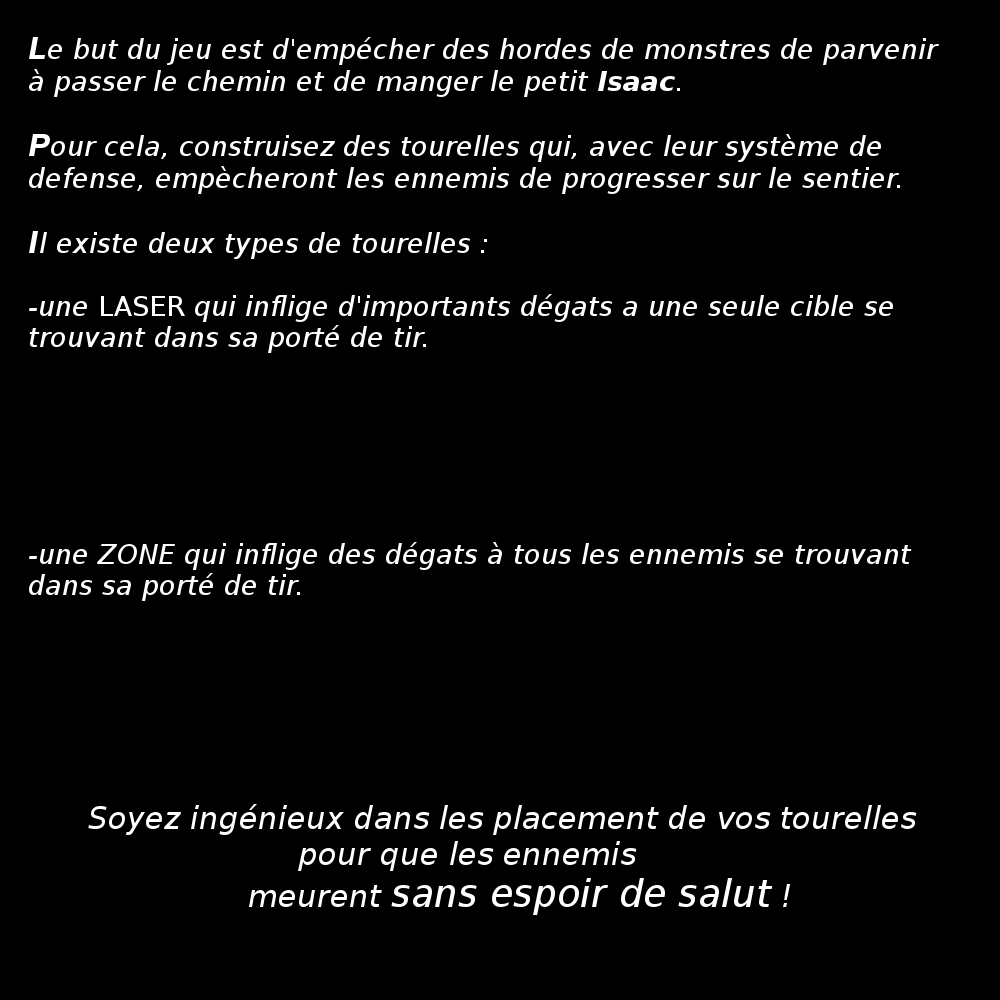 Le but du jeu est d'empécher des hordes de monstres de parvenir
à passer le chemin et de manger le petit Isaac.
Pour cela, construisez des tourelles qui, avec leur système de
defense, empècheront les ennemis de progresser sur le sentier.
Il existe deux types de tourelles :
-une LASER qui inflige d'importants dégats a une seule cible se
trouvant dans sa porté de tir.
-une ZONE qui inflige des dégats à tous les ennemis se trouvant
dans sa porté de tir.
Soyez ingénieux dans les placement de vos tourelles
pour que les ennemis
meurent sans espoir de salut !